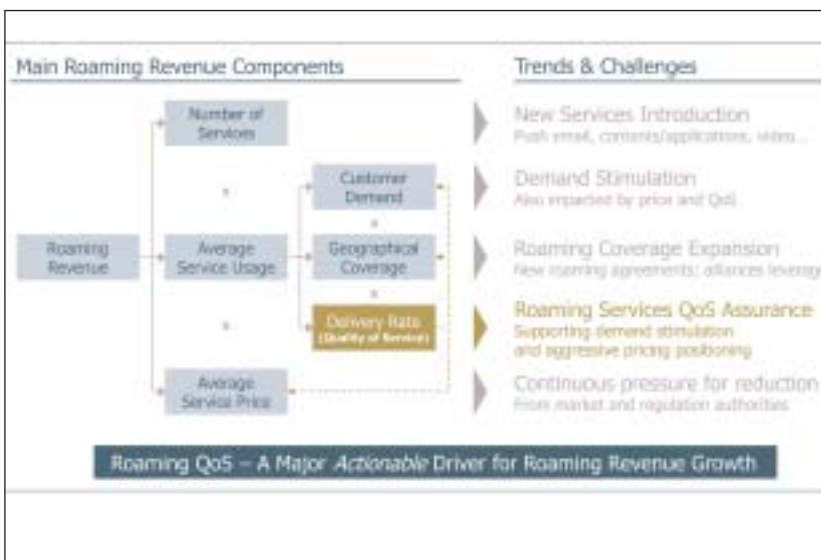 Main Roaming Revenue Components
Trends & Challenges
Number of
Services
New Services Introduction
Push email, contents/applications, video...
x
Customer
Demand
Demand Stimulation
Also impacted by price and QoS
x
Roaming
Revenue
Average
Service Usage
Geographical
Coverage
Roaming Coverage Expansion
New roaming agreements; alliances leverage
x
x
Delivery Rate
(Quality of Service)
Roaming Services QoS Assurance
Supporting demand stimulation
and aggressive pricing positioning
Average
Service Price
Continuous pressure for reduction
From market and regulation authorities
Roaming QoS – A Major Actionable Driver for Roaming Revenue Growth